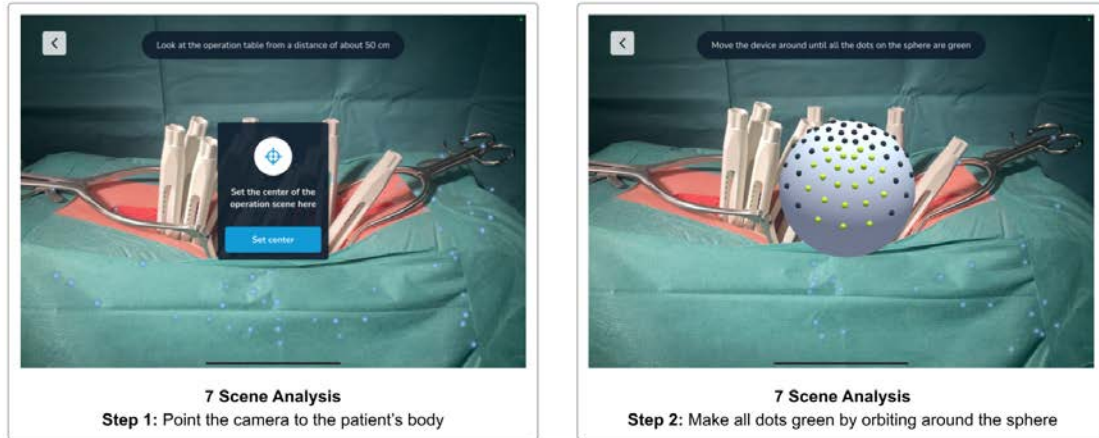 Look at the operation table from a distance of about 50 cm
Set the center of the
operation scene here
Set center
7 Scene Analysis
Step 1: Point the camera to the patient's body
Move the device around until all the dots on the sphere are green
7 Scene Analysis
Step 2: Make all dots green by orbiting around the sphere